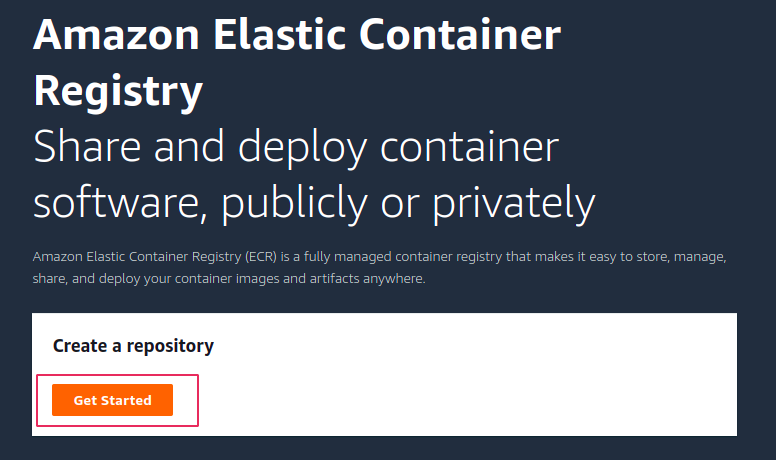 Amazon Elastic Container
Registry
Share and deploy container
software, publicly or privately
Amazon Elastic Container Registry (ECR) is a fully managed container registry that makes it easy to store, manage,
share, and deploy your container images and artifacts anywhere.
Create a repository
Get Started